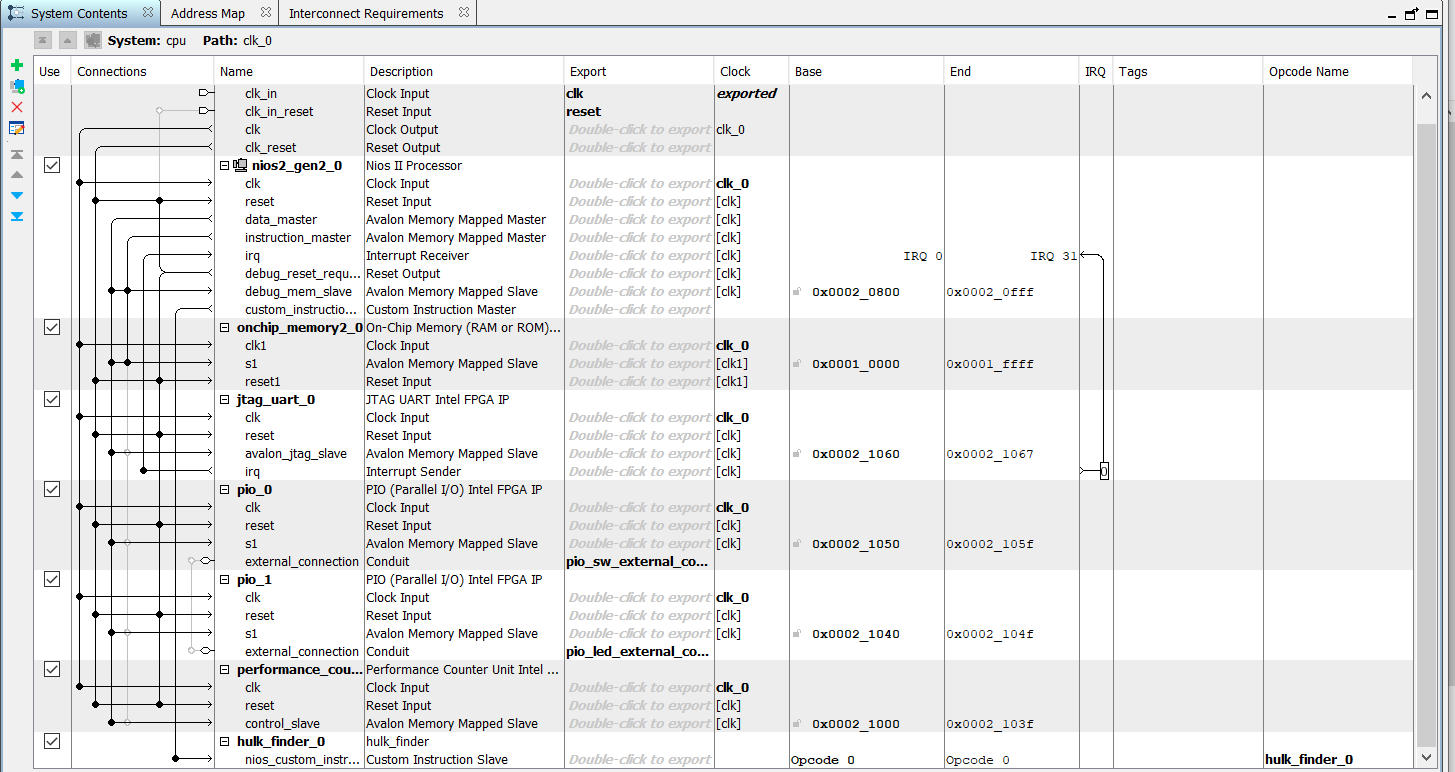 System Contents Address Map Interconnect Requirements
System: cpu Path: clk_0
Use Connections Name Description Export Clock Base End IRQ Tags Opcode Name
clk_in Clock Input clk exported
clk_in_reset Reset Input reset
clk Clock Output Double-click to export clk_0
clk_reset Reset Output Double-click to export
nios2_gen2_0 Nios II Processor
clk Clock Input Double-click to export clk_0
reset Reset Input Double-click to export [clk]
data_master Avalon Memory Mapped Master Double-click to export [clk]
instruction_master Avalon Memory Mapped Master Double-click to export [clk]
irq Interrupt Receiver Double-click to export [clk] IRQ 0 IRQ 31
debug_reset_requ... Reset Output Double-click to export [clk]
debug_mem_slave Avalon Memory Mapped Slave Double-click to export [clk] 0x0002_0800 0x0002_0fff
custom_instructio... Custom Instruction Master Double-click to export
onchip_memory2_0 On-Chip Memory (RAM or ROM)...
clk1 Clock Input Double-click to export clk_0
s1 Avalon Memory Mapped Slave Double-click to export [clk1] 0x0001_0000 0x0001_ffff
reset1 Reset Input Double-click to export [clk1]
jtag_uart_0 JTAG UART Intel FPGA IP
clk Clock Input Double-click to export clk_0
reset Reset Input Double-click to export [clk]
avalon_jtag_slave Avalon Memory Mapped Slave Double-click to export [clk] 0x0002_1060 0x0002_1067
irq Interrupt Sender Double-click to export [clk] 0
pio_0 PIO (Parallel I/O) Intel FPGA IP
clk Clock Input Double-click to export clk_0
reset Reset Input Double-click to export [clk]
s1 Avalon Memory Mapped Slave Double-click to export [clk] 0x0002_1050 0x0002_105f
external_connection Conduit pio_sw_external_co...
pio_1 PIO (Parallel I/O) Intel FPGA IP
clk Clock Input Double-click to export clk_0
reset Reset Input Double-click to export [clk]
s1 Avalon Memory Mapped Slave Double-click to export [clk] 0x0002_1040 0x0002_104f
external_connection Conduit pio_led_external_co...
performance_cou... Performance Counter Unit Intel ...
clk Clock Input Double-click to export clk_0
reset Reset Input Double-click to export [clk]
control_slave Avalon Memory Mapped Slave Double-click to export [clk] 0x0002_1000 0x0002_103f
hulk_finder_0 hulk_finder
nios_custom_instr... Custom Instruction Slave Double-click to export Opcode 0 Opcode 0 hulk_finder_0